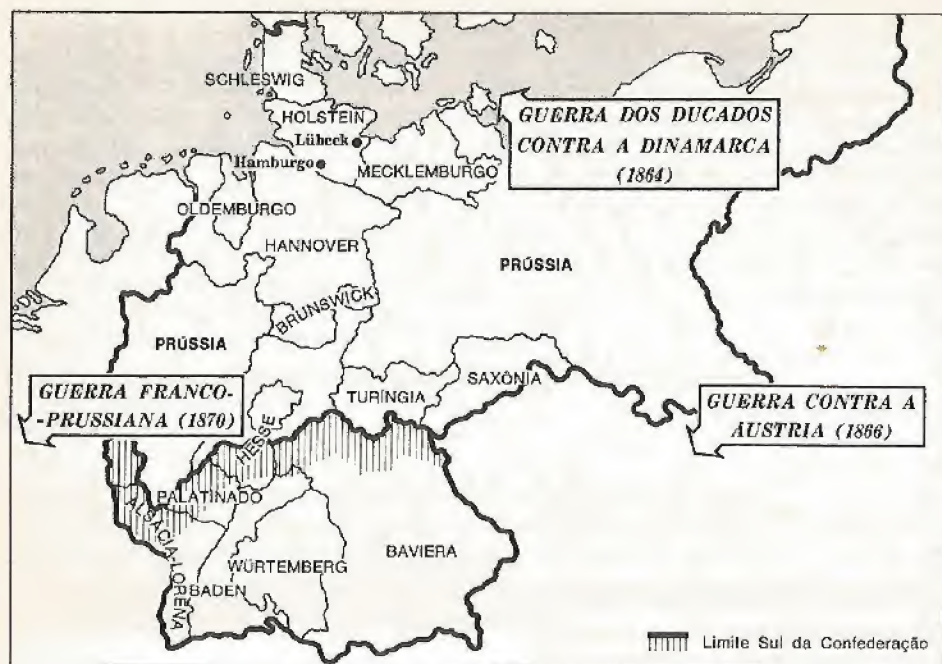 SCHLESWIG
HOLSTEIN
Lübeck
Hamburgo
MECKLEMBURGO
GUERRA DOS DUCADOS
CONTRA A DINAMARCA
(1864)
OLDEMBURGO
HANNOVER
PRÚSSIA
BRUNSWICK
PRÚSSIA
GUERRA FRANCO-
-PRUSSIANA (1870)
TURÍNGIA
SAXÔNIA
GUERRA CONTRA A
ÁUSTRIA (1866)
HESSE
PALATINADO
ALSÁCIA-LORENA
BADEN
WÜRTEMBERG
BAVIERA
Limite Sul da Confederação